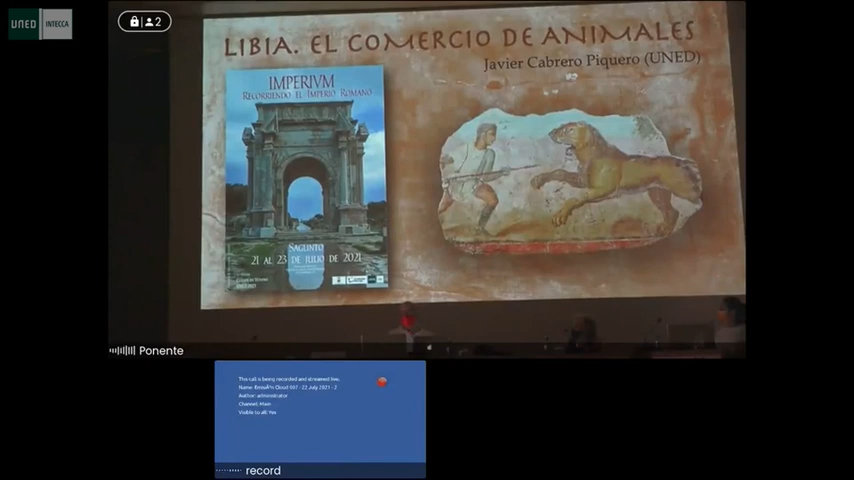 UNED
INTECCA
2
LIBIA. EL COMERCIO DE ANIMALES
Javier Cabrero Piquero (UNED)
IMPERIVM
RECORRIENDO EL IMPERIO ROMANO
SAGUNTO
21 AL 23 DE JULIO DE 2021
Ponente
This call is being recorded and streamed live.
Author: administrator
Channel: Main
Visible to all: Yes
record